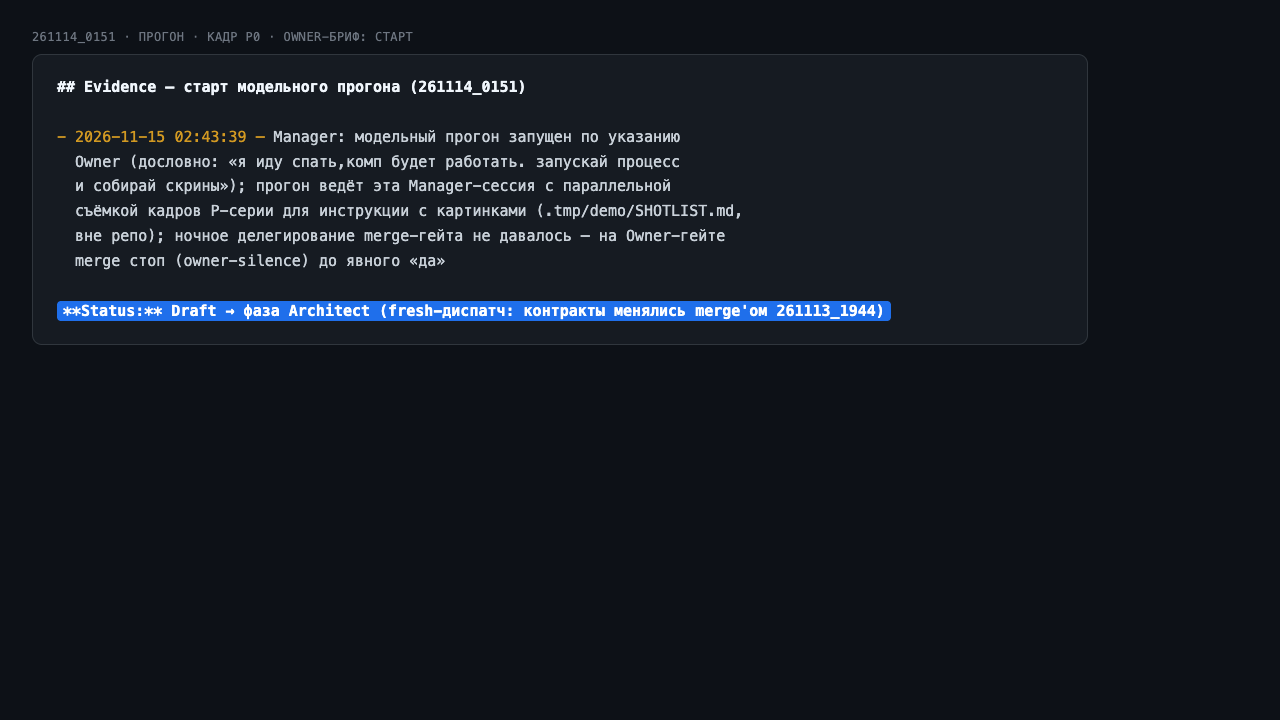 261114_0151 · ПРОГОН · КАДР P0 · OWNER-БРИФ: СТАРТ
## Evidence — старт модельного прогона (261114_0151)
— 2026-11-15 02:43:39 — Manager: модельный прогон запущен по указанию
Owner (дословно: «я иду спать,комп будет работать. запускай процесс
и собирай скрины»); прогон ведёт эта Manager-сессия с параллельной
съёмкой кадров P-серии для инструкции с картинками (.tmp/demo/SHOTLIST.md,
вне репо); ночное делегирование merge-гейта не давалось — на Owner-гейте
merge стоп (owner-silence) до явного «да»
**Status:** Draft → фаза Architect (fresh-диспатч: контракты менялись merge'ом 261113_1944)